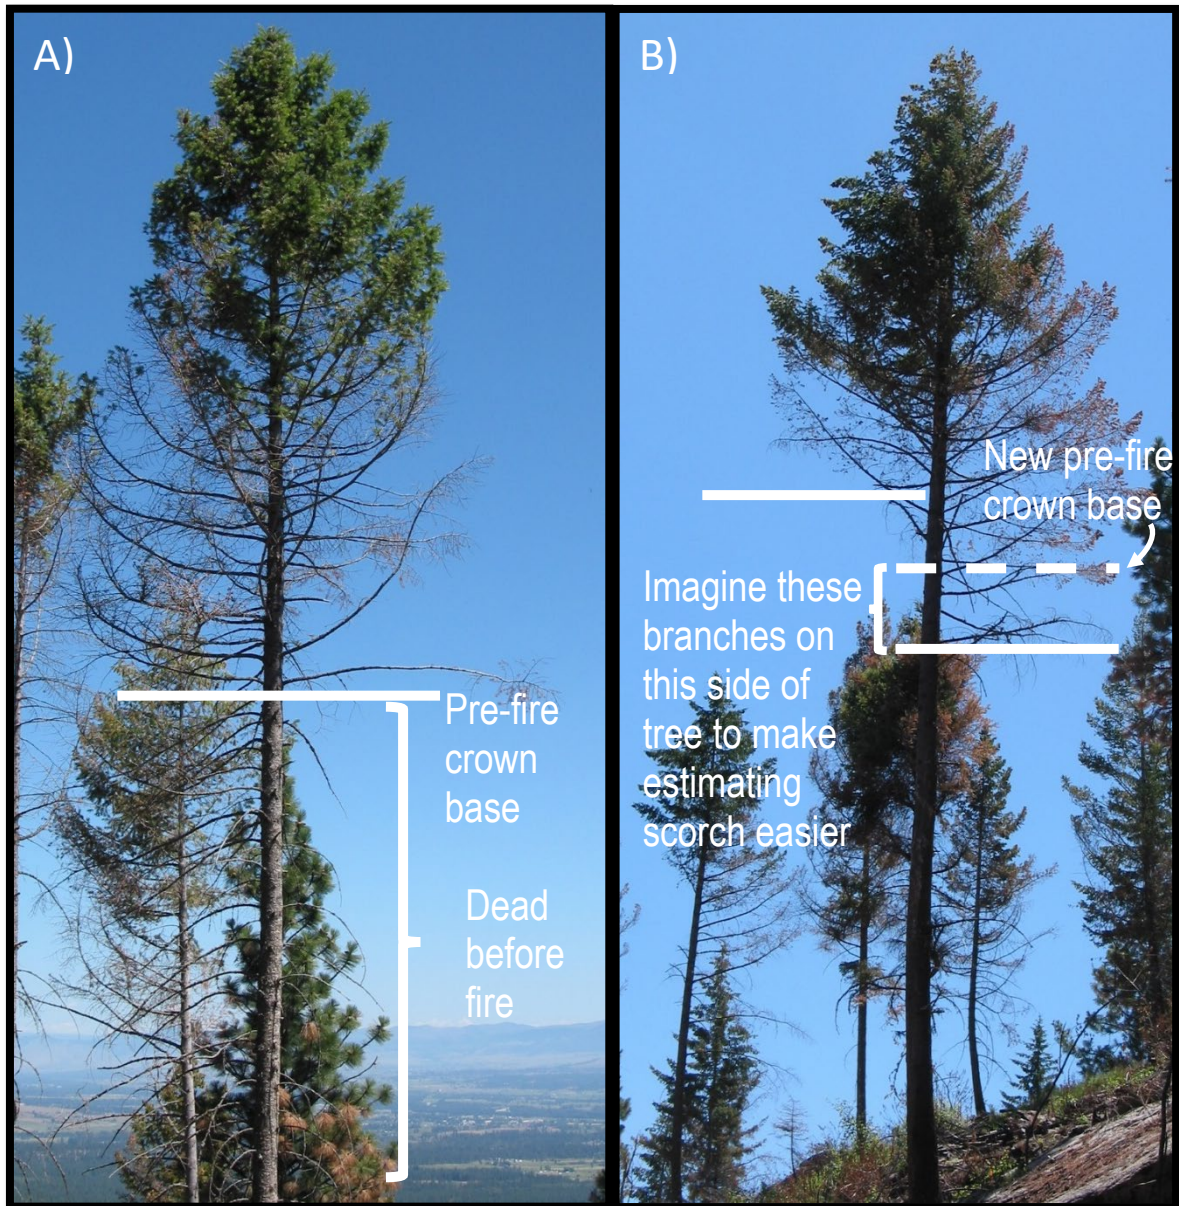 A)
Pre-fire
crown
base
Dead
before
fire
B)
New pre-fire
crown base
Imagine these
branches on
this side of
tree to make
estimating
scorch easier